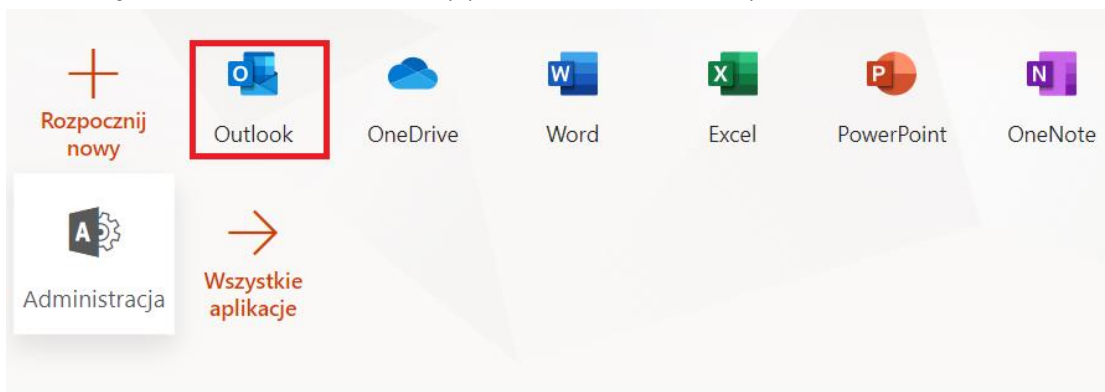 Rozpocznij
nowy
Outlook
OneDrive
Word
Excel
PowerPoint
OneNote
Administracja
Wszystkie
aplikacje